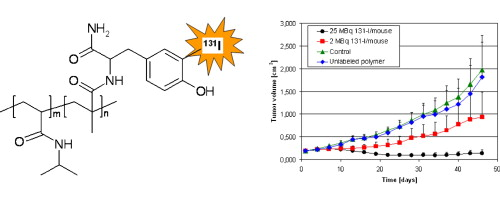 NH₂
O
¹³¹I
O
NH
OH
m
n
O
NH
25 MBq 131-I/mouse
2 MBq 131-I/mouse
Control
Unlabeled polymer
Tumor volume [cm³]
3,000
2,500
2,000
1,500
1,000
0,500
0,000
0
10
20
30
40
50
Time [days]